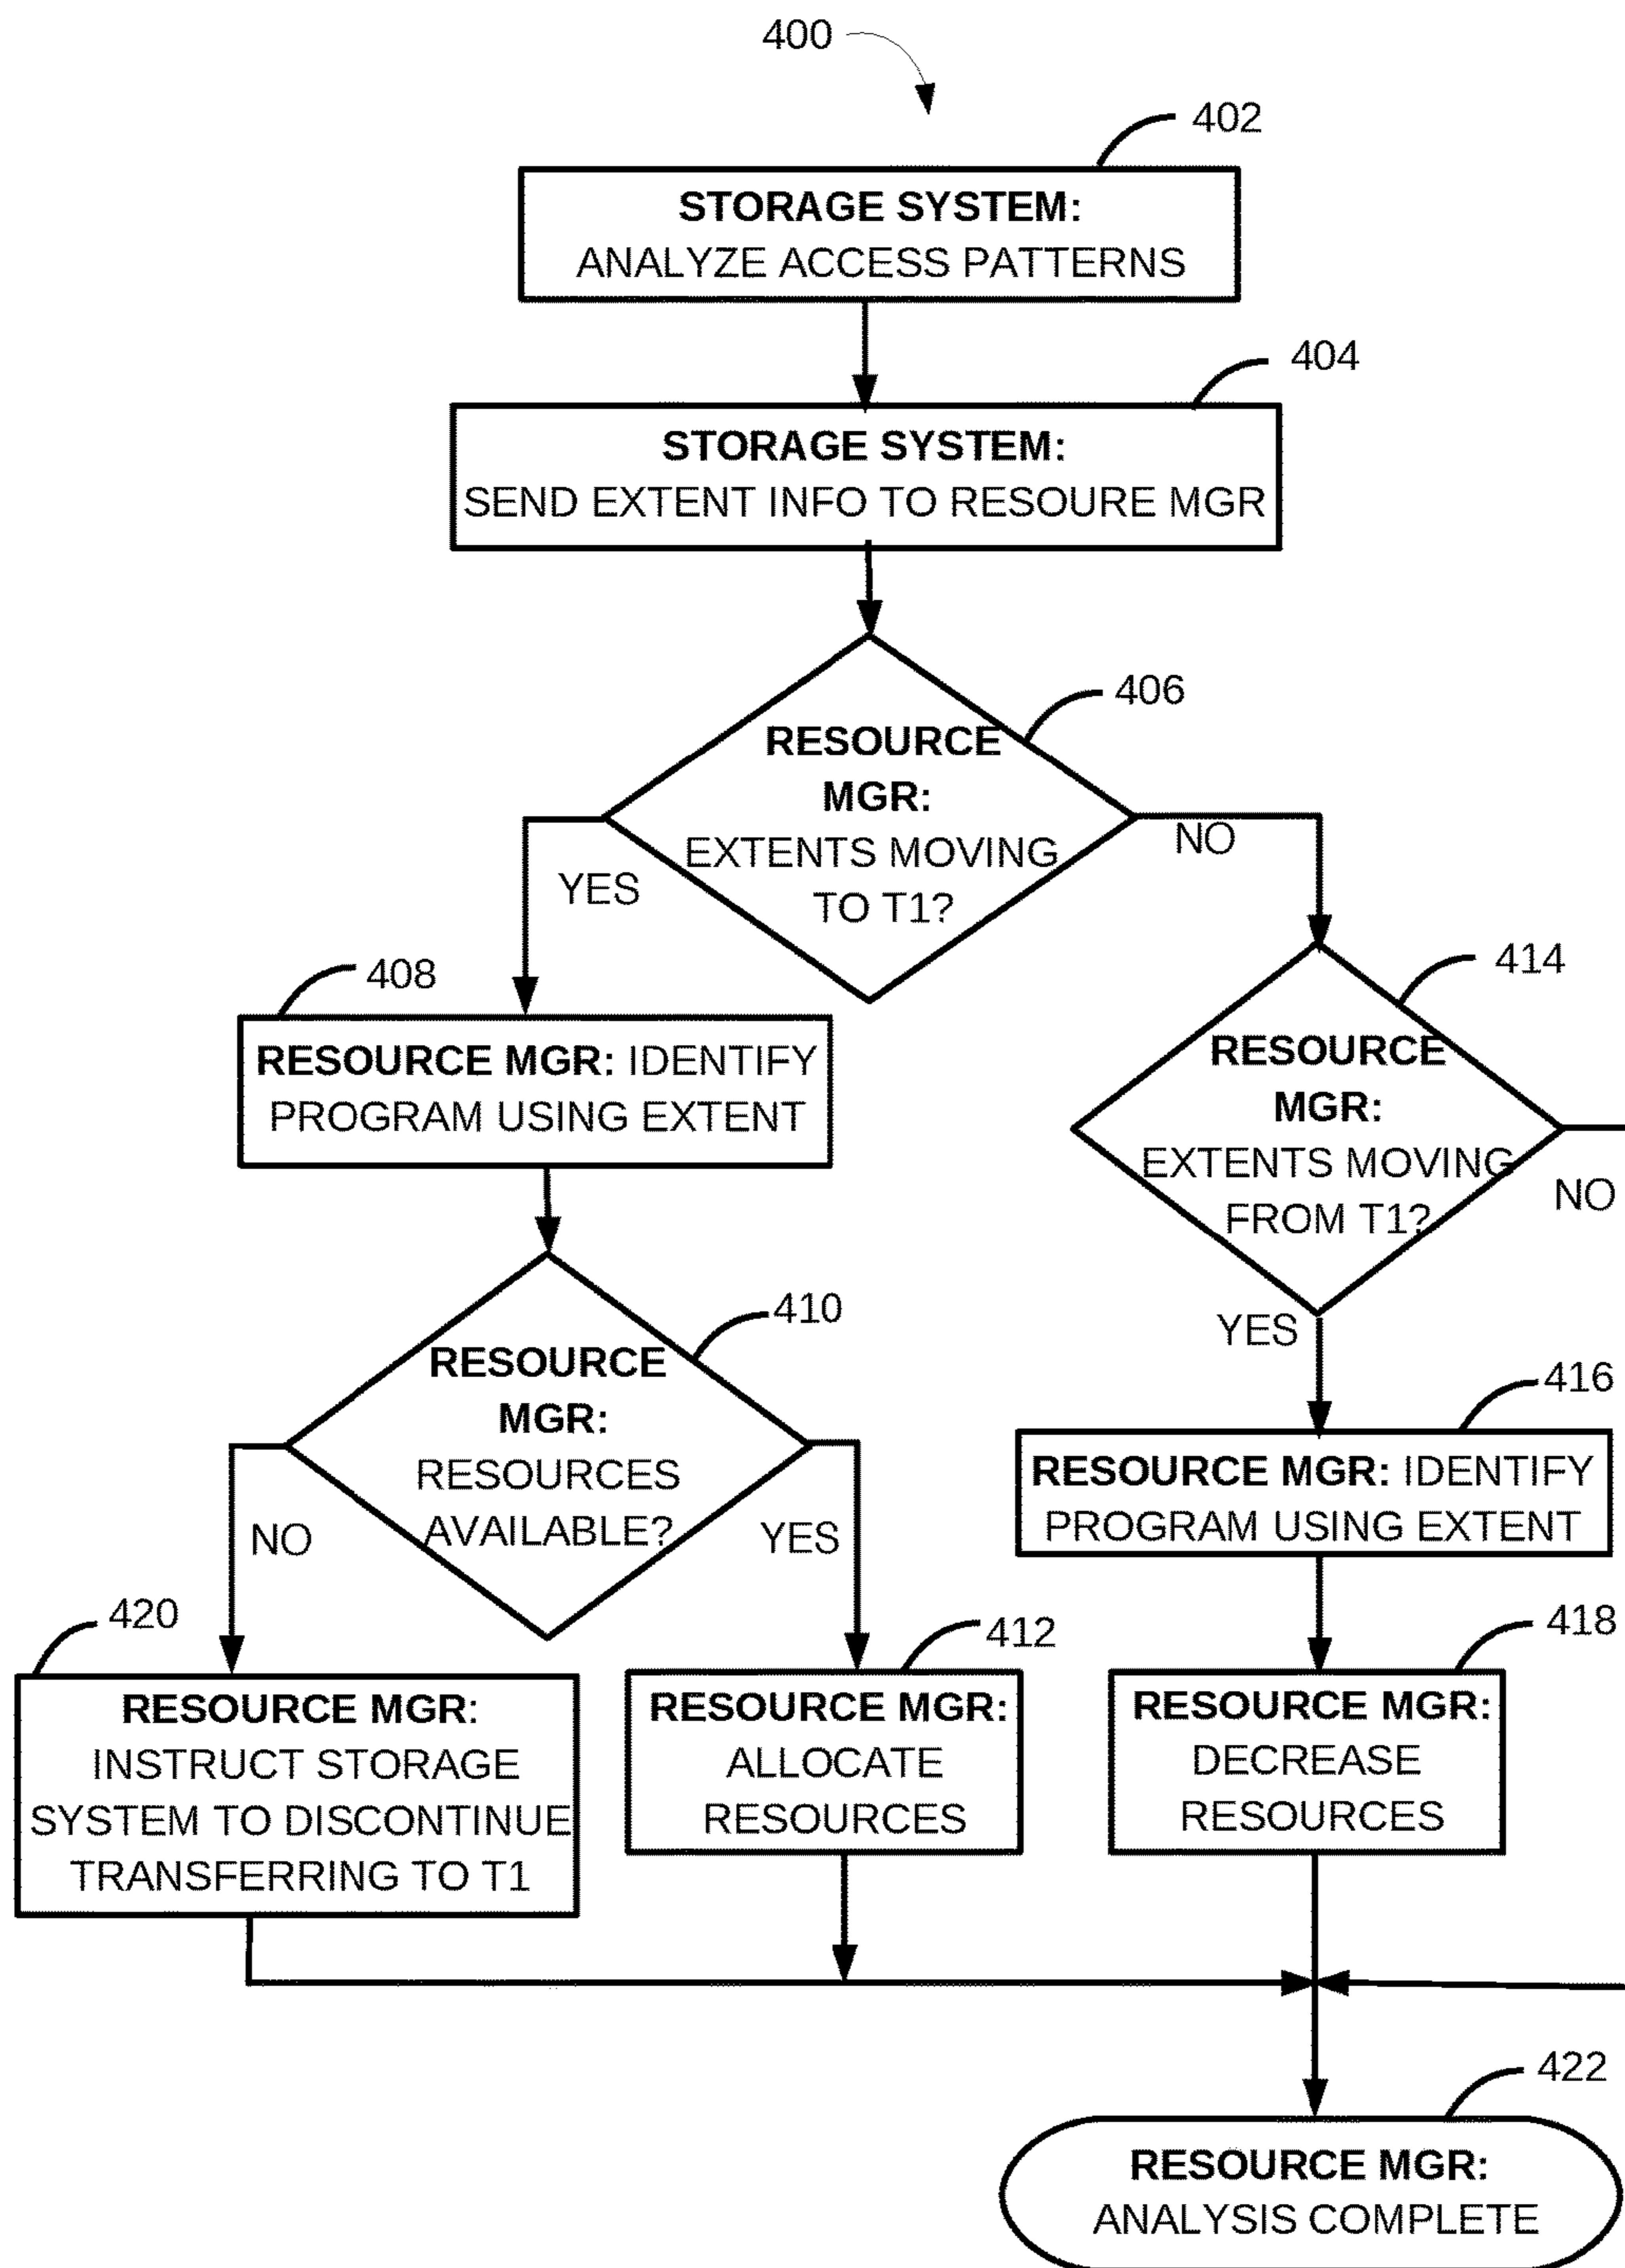 400
402
STORAGE SYSTEM:
ANALYZE ACCESS PATTERNS
404
STORAGE SYSTEM:
SEND EXTENT INFO TO RESOURE MGR
406
RESOURCE
MGR:
EXTENTS MOVING
TO T1?
YES
NO
408
RESOURCE MGR: IDENTIFY
PROGRAM USING EXTENT
414
RESOURCE
MGR:
EXTENTS MOVING
FROM T1?
NO
YES
410
RESOURCE
MGR:
RESOURCES
AVAILABLE?
NO
YES
416
RESOURCE MGR: IDENTIFY
PROGRAM USING EXTENT
420
RESOURCE MGR:
INSTRUCT STORAGE
SYSTEM TO DISCONTINUE
TRANSFERRING TO T1
412
RESOURCE MGR:
ALLOCATE
RESOURCES
418
RESOURCE MGR:
DECREASE
RESOURCES
422
RESOURCE MGR:
ANALYSIS COMPLETE